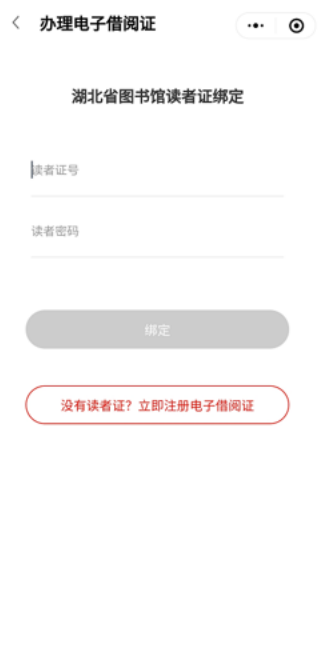 办理电子借阅证
湖北省图书馆读者证绑定
读者证号
读者密码
绑定
没有读者证？立即注册电子借阅证